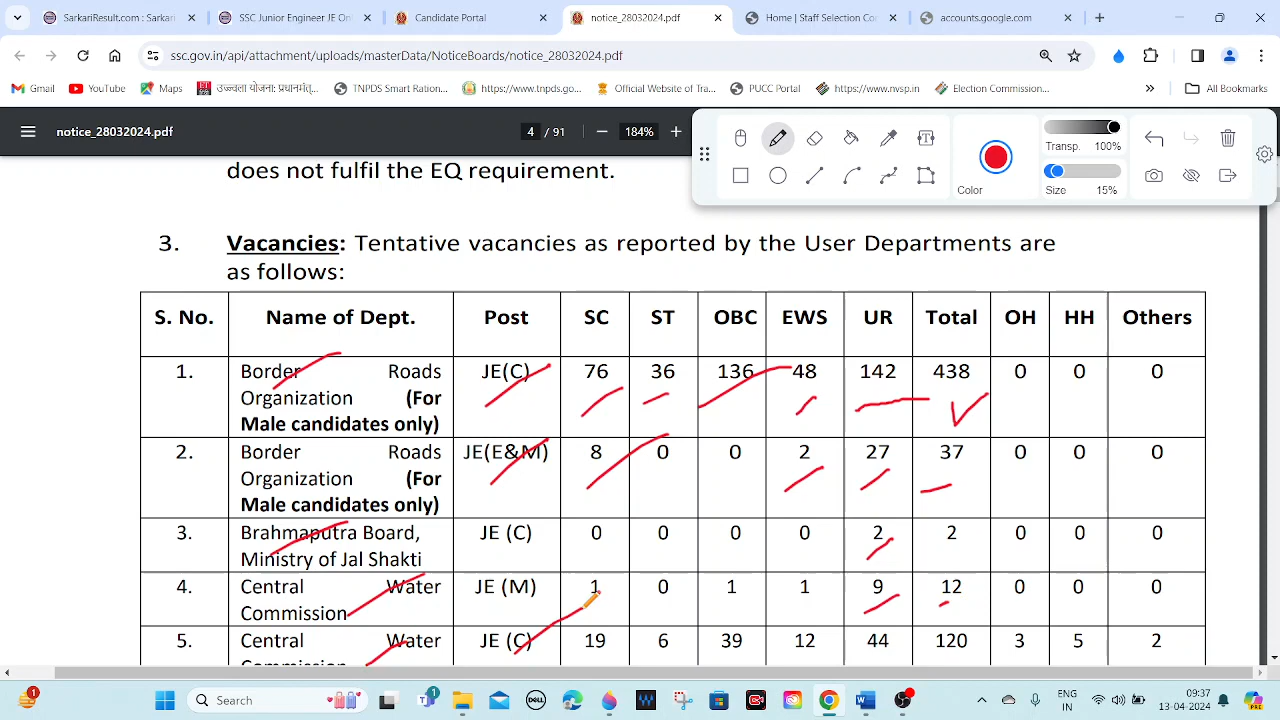 SarkariResult.com : Sarkari
SSC Junior Engineer JE Onl
Candidate Portal
notice_28032024.pdf
Home | Staff Selection Co
accounts.google.com
ssc.gov.in/api/attachment/uploads/masterData/NoticeBoards/notice_28032024.pdf
Gmail
YouTube
Maps
TNPDS Smart Ration...
https://www.tnpds.go...
Official Website of Tra...
PUCC Portal
https://www.nvsp.in
Election Commission...
All Bookmarks
notice_28032024.pdf
4 / 91
184%
Color
Transp. 100%
Size 15%
does not fulfil the EQ requirement.
3. Vacancies: Tentative vacancies as reported by the User Departments are
as follows:
S. No. Name of Dept. Post SC ST OBC EWS UR Total OH HH Others
1. Border Roads JE(C) 76 36 136 48 142 438 0 0 0
Organization (For
Male candidates only)
2. Border Roads JE(E&M) 8 0 0 2 27 37 0 0 0
Organization (For
Male candidates only)
3. Brahmaputra Board, JE (C) 0 0 0 0 2 2 0 0 0
Ministry of Jal Shakti
4. Central Water JE (M) 1 0 1 1 9 12 0 0 0
Commission
5. Central Water JE (C) 19 6 39 12 44 120 3 5 2
Commission
Search
ENG
IN
09:37
13-04-2024